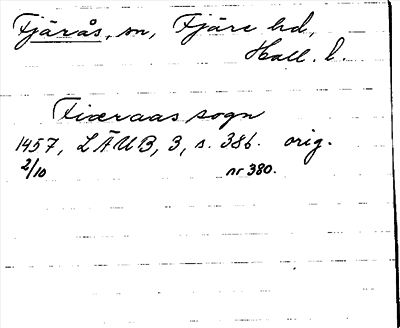 Fjärås, sn, Fjäre hd,
Hall. l.
Fiæraas sogn
1457, LÄUB, 3, s. 386. orig.
2/10 nr 380.